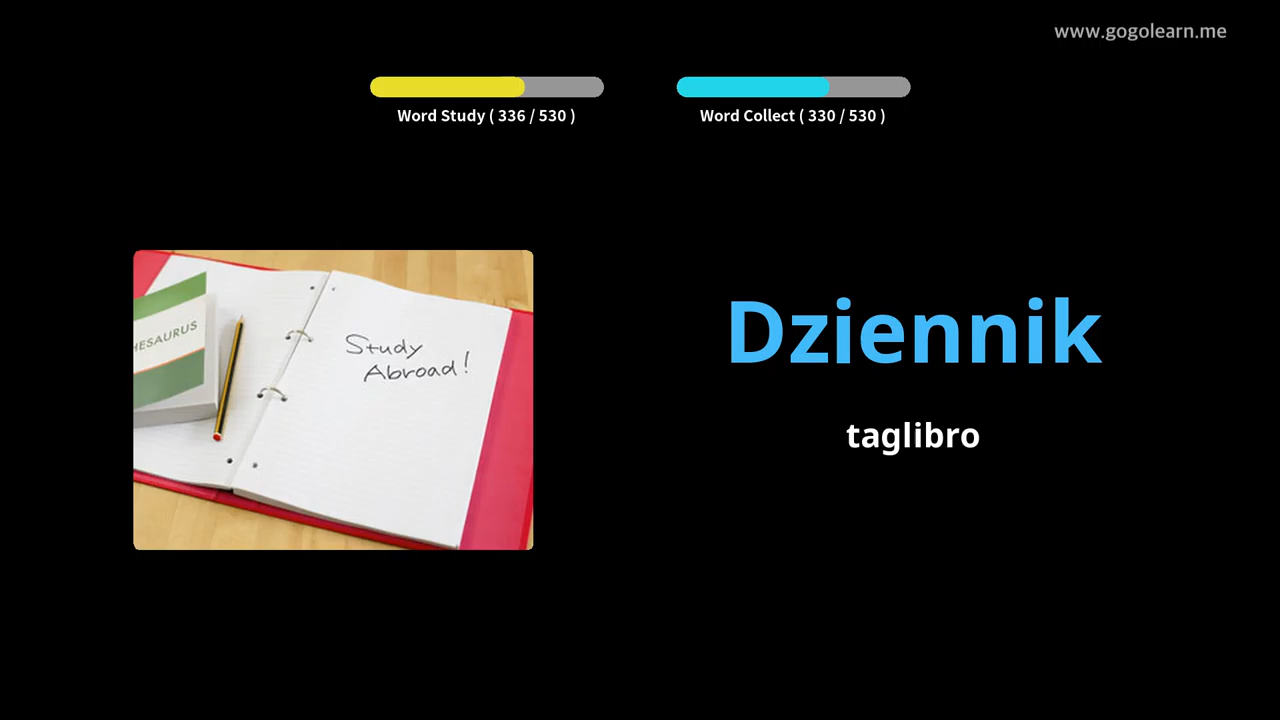 www.gogolearn.me
Word Study ( 336 / 530 )
Word Collect ( 330 / 530 )
HESAURUS
Study
Abroad!
Dziennik
taglibro